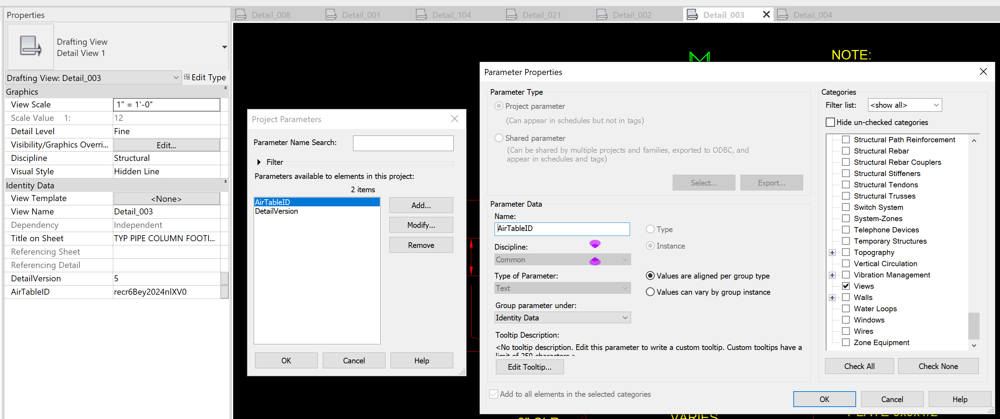 Properties
Detail_008
Detail_001
Detail_104
Detail_021
Detail_002
Detail_003
Detail_004
Drafting View
Detail View 1
Drafting View: Detail_003
Edit Type
Graphics
View Scale 1" = 1'-0"
Scale Value 1: 12
Detail Level Fine
Visibility/Graphics Overri... Edit...
Discipline Structural
Visual Style Hidden Line
Identity Data
View Template <None>
View Name Detail_003
Dependency Independent
Title on Sheet TYP PIPE COLUMN FOOTI...
Referencing Sheet
Referencing Detail
DetailVersion 5
AirTableID recr6Bey2024nlXV0
NOTE:
Project Parameters
Parameter Name Search:
Filter
Parameters available to elements in this project:
2 items
AirTableID
DetailVersion
Add...
Modify...
Remove
OK
Cancel
Help
Parameter Properties
Parameter Type
Project parameter
(Can appear in schedules but not in tags)
Shared parameter
(Can be shared by multiple projects and families, exported to ODBC, and
appear in schedules and tags)
Select...
Export...
Parameter Data
Name:
AirTableID
Type
Discipline:
Instance
Common
Type of Parameter:
Values are aligned per group type
Text
Values can vary by group instance
Group parameter under:
Identity Data
Tooltip Description:
<No tooltip description. Edit this parameter to write a custom tooltip. Custom tooltips have a
limit of 250 characters.>
Edit Tooltip...
Add to all elements in the selected categories
Categories
Filter list: <show all>
Hide un-checked categories
Structural Path Reinforcement
Structural Rebar
Structural Rebar Couplers
Structural Stiffeners
Structural Tendons
Structural Trusses
Switch System
System-Zones
Telephone Devices
Temporary Structures
Topography
Vertical Circulation
Vibration Management
Views
Walls
Water Loops
Windows
Wires
Zone Equipment
Check All
Check None
OK
Cancel
Help
VARIES